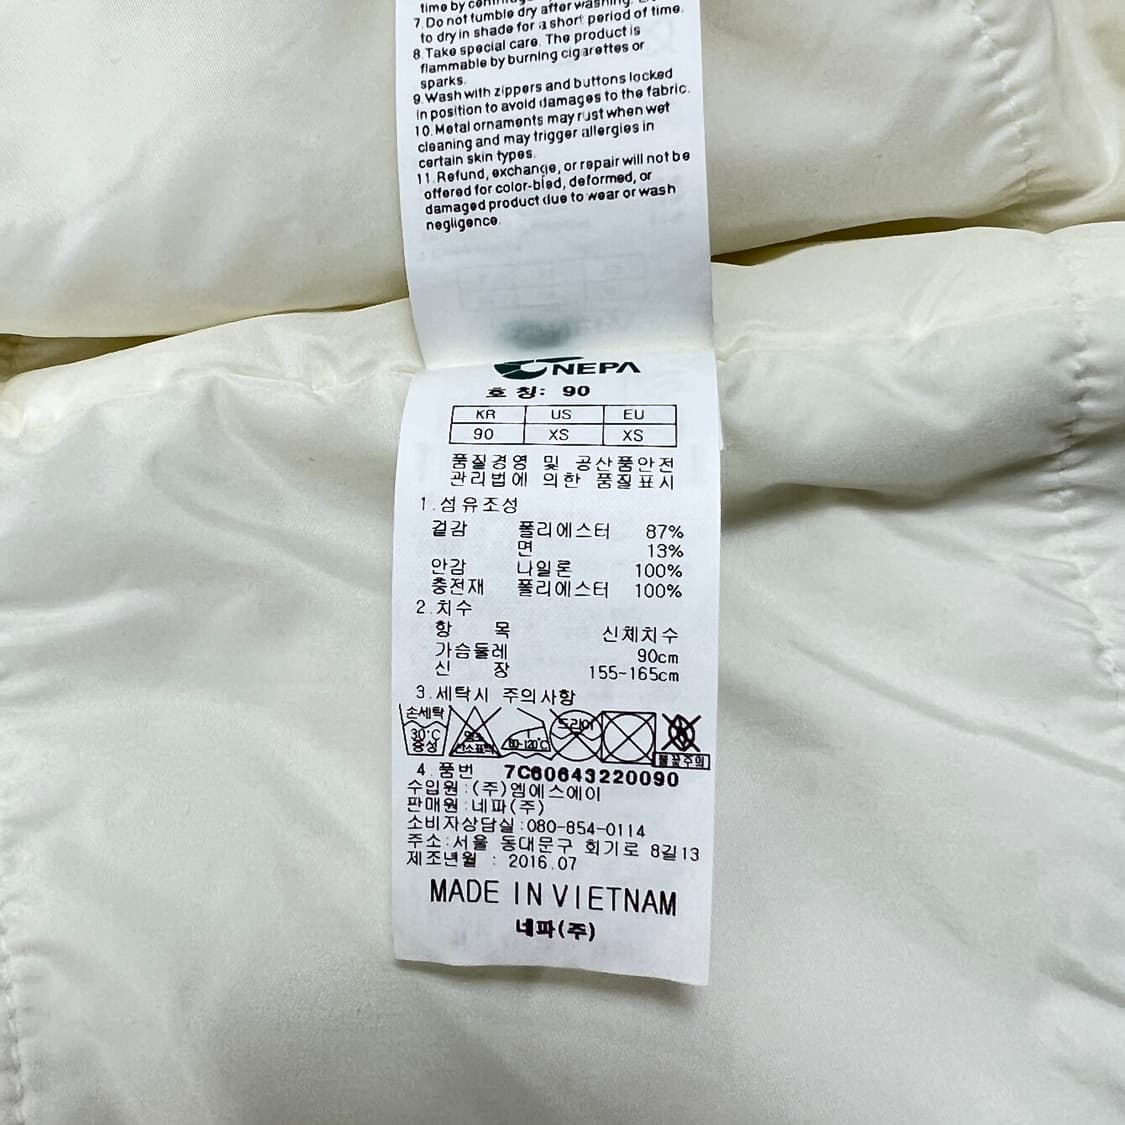 time by
7.Do not tumble dry after washing.
to dry in shade for a short period of time.
8.Take special care. The product is
flammable by burning cigarettes or
sparks.
9.Wash with zippers and buttons locked
in position to avoid damages to the fabric.
10.Metal ornaments may rust when wet
cleaning and may trigger allergies in
certain skin types.
11.Refund, exchange, or repair will not be
offered for color-bled, deformed, or
damaged product due to wear or wash
negligence.
NEPA
호 칭: 90
KR US EU
90 XS XS
품질경영 및 공산품안전
관리법에 의한 품질표시
1.섬유조성
겉감 폴리에스터 87%
면 13%
안감 나일론 100%
충전재 폴리에스터 100%
2.치수
항 목 신체치수
가슴둘레 90cm
신 장 155~165cm
3.세탁시 주의사항
손세탁
30°C
중성
80-120°C
드라이
불꽃주의
4.품번 7C60643220090
수입원:(주)엠에스에이
판매원:네파(주)
소비자상담실:080-854-0114
주소:서울 동대문구 회기로 8길13
제조년월 : 2016.07
MADE IN VIETNAM
네파(주)